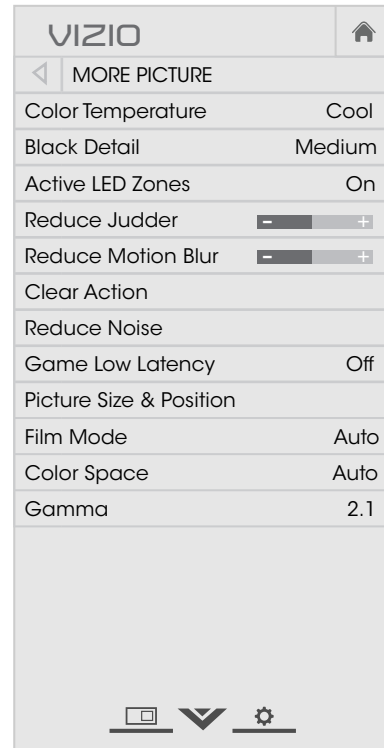 VIZIO
MORE PICTURE
Color Temperature Cool
Black Detail Medium
Active LED Zones On
Reduce Judder - +
Reduce Motion Blur - +
Clear Action
Reduce Noise
Game Low Latency Off
Picture Size & Position
Film Mode Auto
Color Space Auto
Gamma 2.1